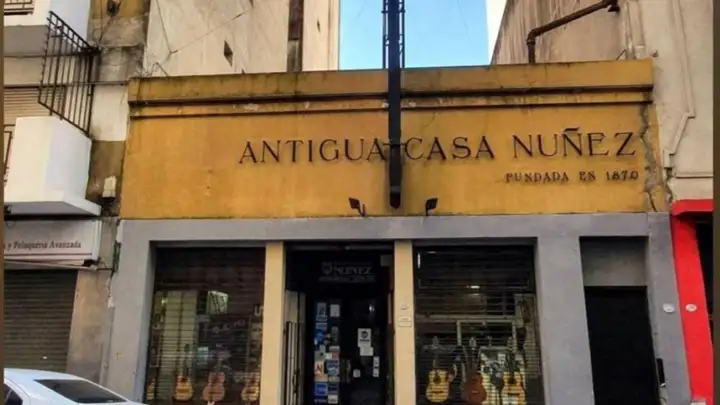 ANTIGUA CASA NUÑEZ
FUNDADA EN 1870
y Peluquería Avanzada
NUÑEZ